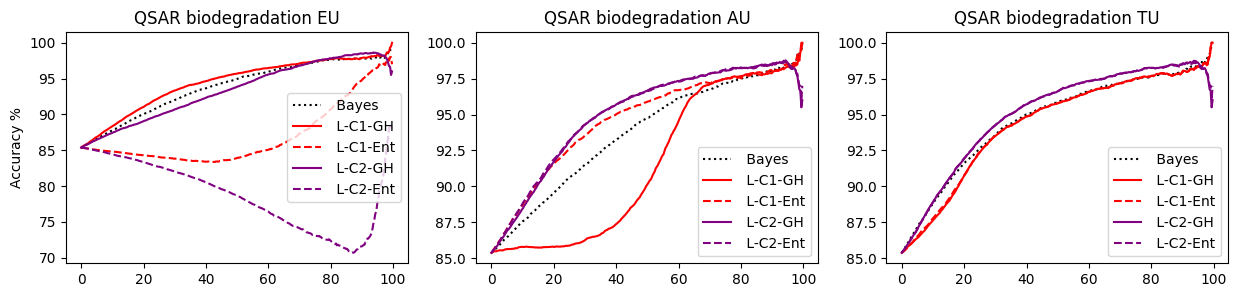 QSAR biodegradation EU
Accuracy %
100
95
90
85
80
75
70
0 20 40 60 80 100
Bayes
L-C1-GH
L-C1-Ent
L-C2-GH
L-C2-Ent
QSAR biodegradation AU
100.0
97.5
95.0
92.5
90.0
87.5
85.0
0 20 40 60 80 100
Bayes
L-C1-GH
L-C1-Ent
L-C2-GH
L-C2-Ent
QSAR biodegradation TU
100.0
97.5
95.0
92.5
90.0
87.5
85.0
0 20 40 60 80 100
Bayes
L-C1-GH
L-C1-Ent
L-C2-GH
L-C2-Ent